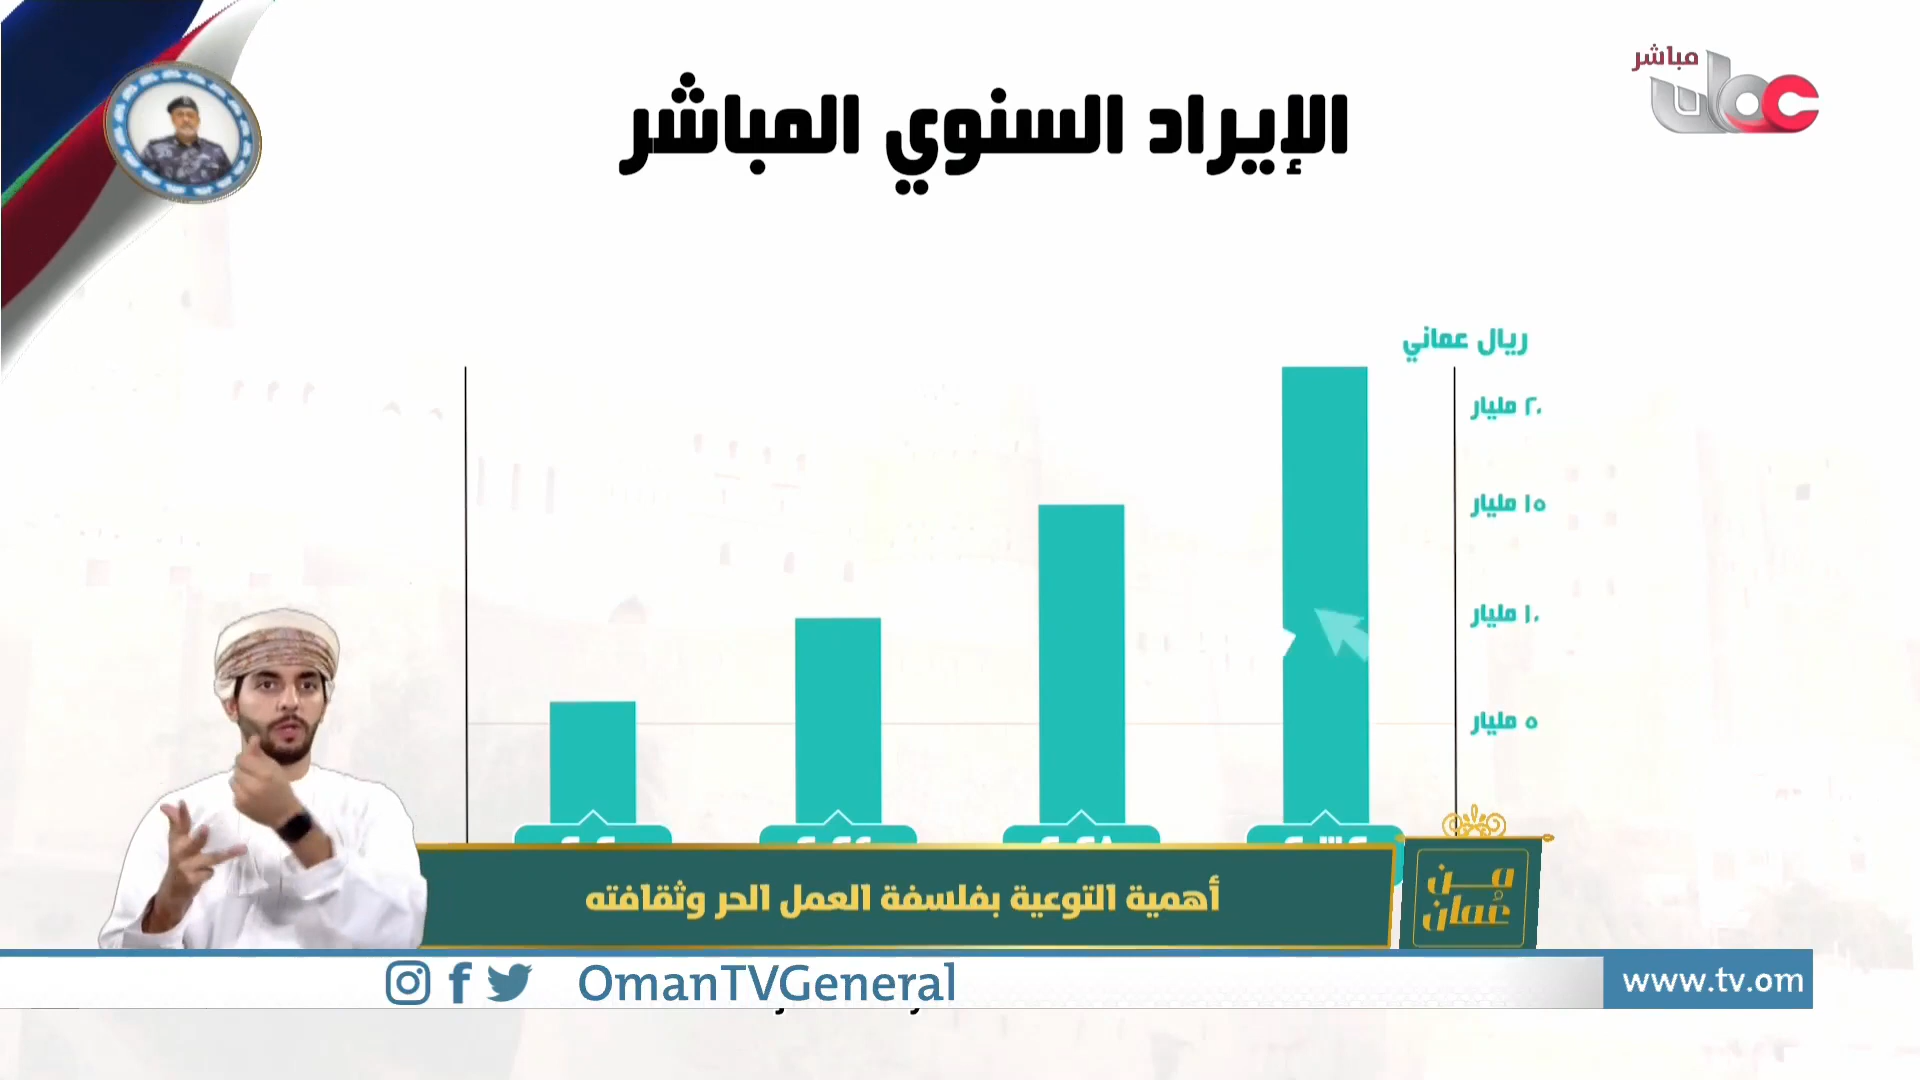 مباشر
عمان
الإيراد السنوي المباشر
ريال عماني
٢٠ مليار
١٥ مليار
١٠ مليار
٥ مليار
أهمية التوعية بفلسفة العمل الحر وثقافته
من
عُمان
OmanTVGeneral
www.tv.om